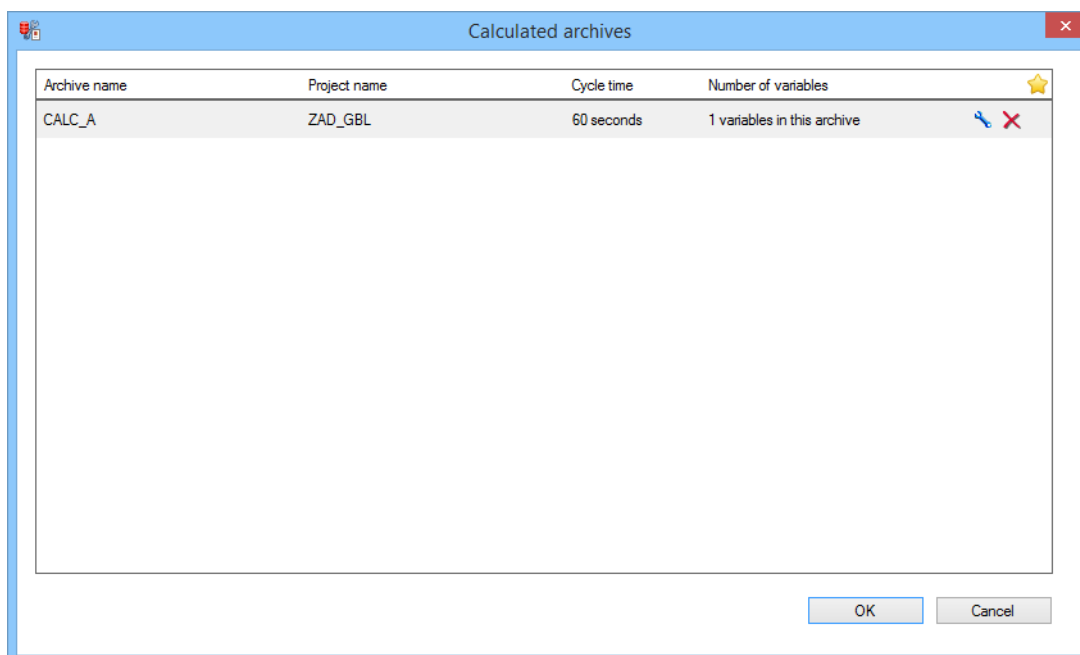 Calculated archives
Archive name Project name Cycle time Number of variables
CALC_A ZAD_GBL 60 seconds 1 variables in this archive
OK Cancel